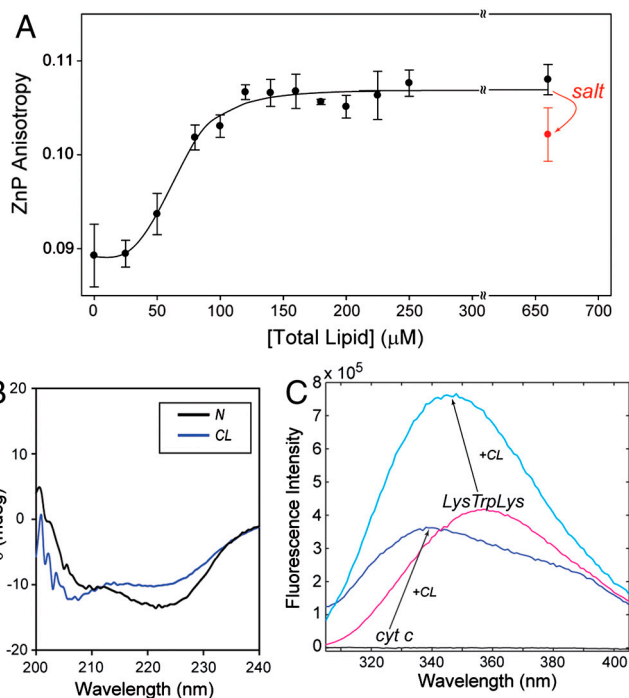 A
0.11
0.10
0.09
ZnP Anisotropy
salt
0 50 100 150 200 250 300 650 700
[Total Lipid] (μM)
20
10
0
-10
-20
N
CL
200 210 220 230 240
Wavelength (nm)
C
8 x 10⁵
7
6
5
4
3
2
1
0
Fluorescence Intensity
+CL
LysTrpLys
+CL
cyt c
320 340 360 380 400
Wavelength (nm)